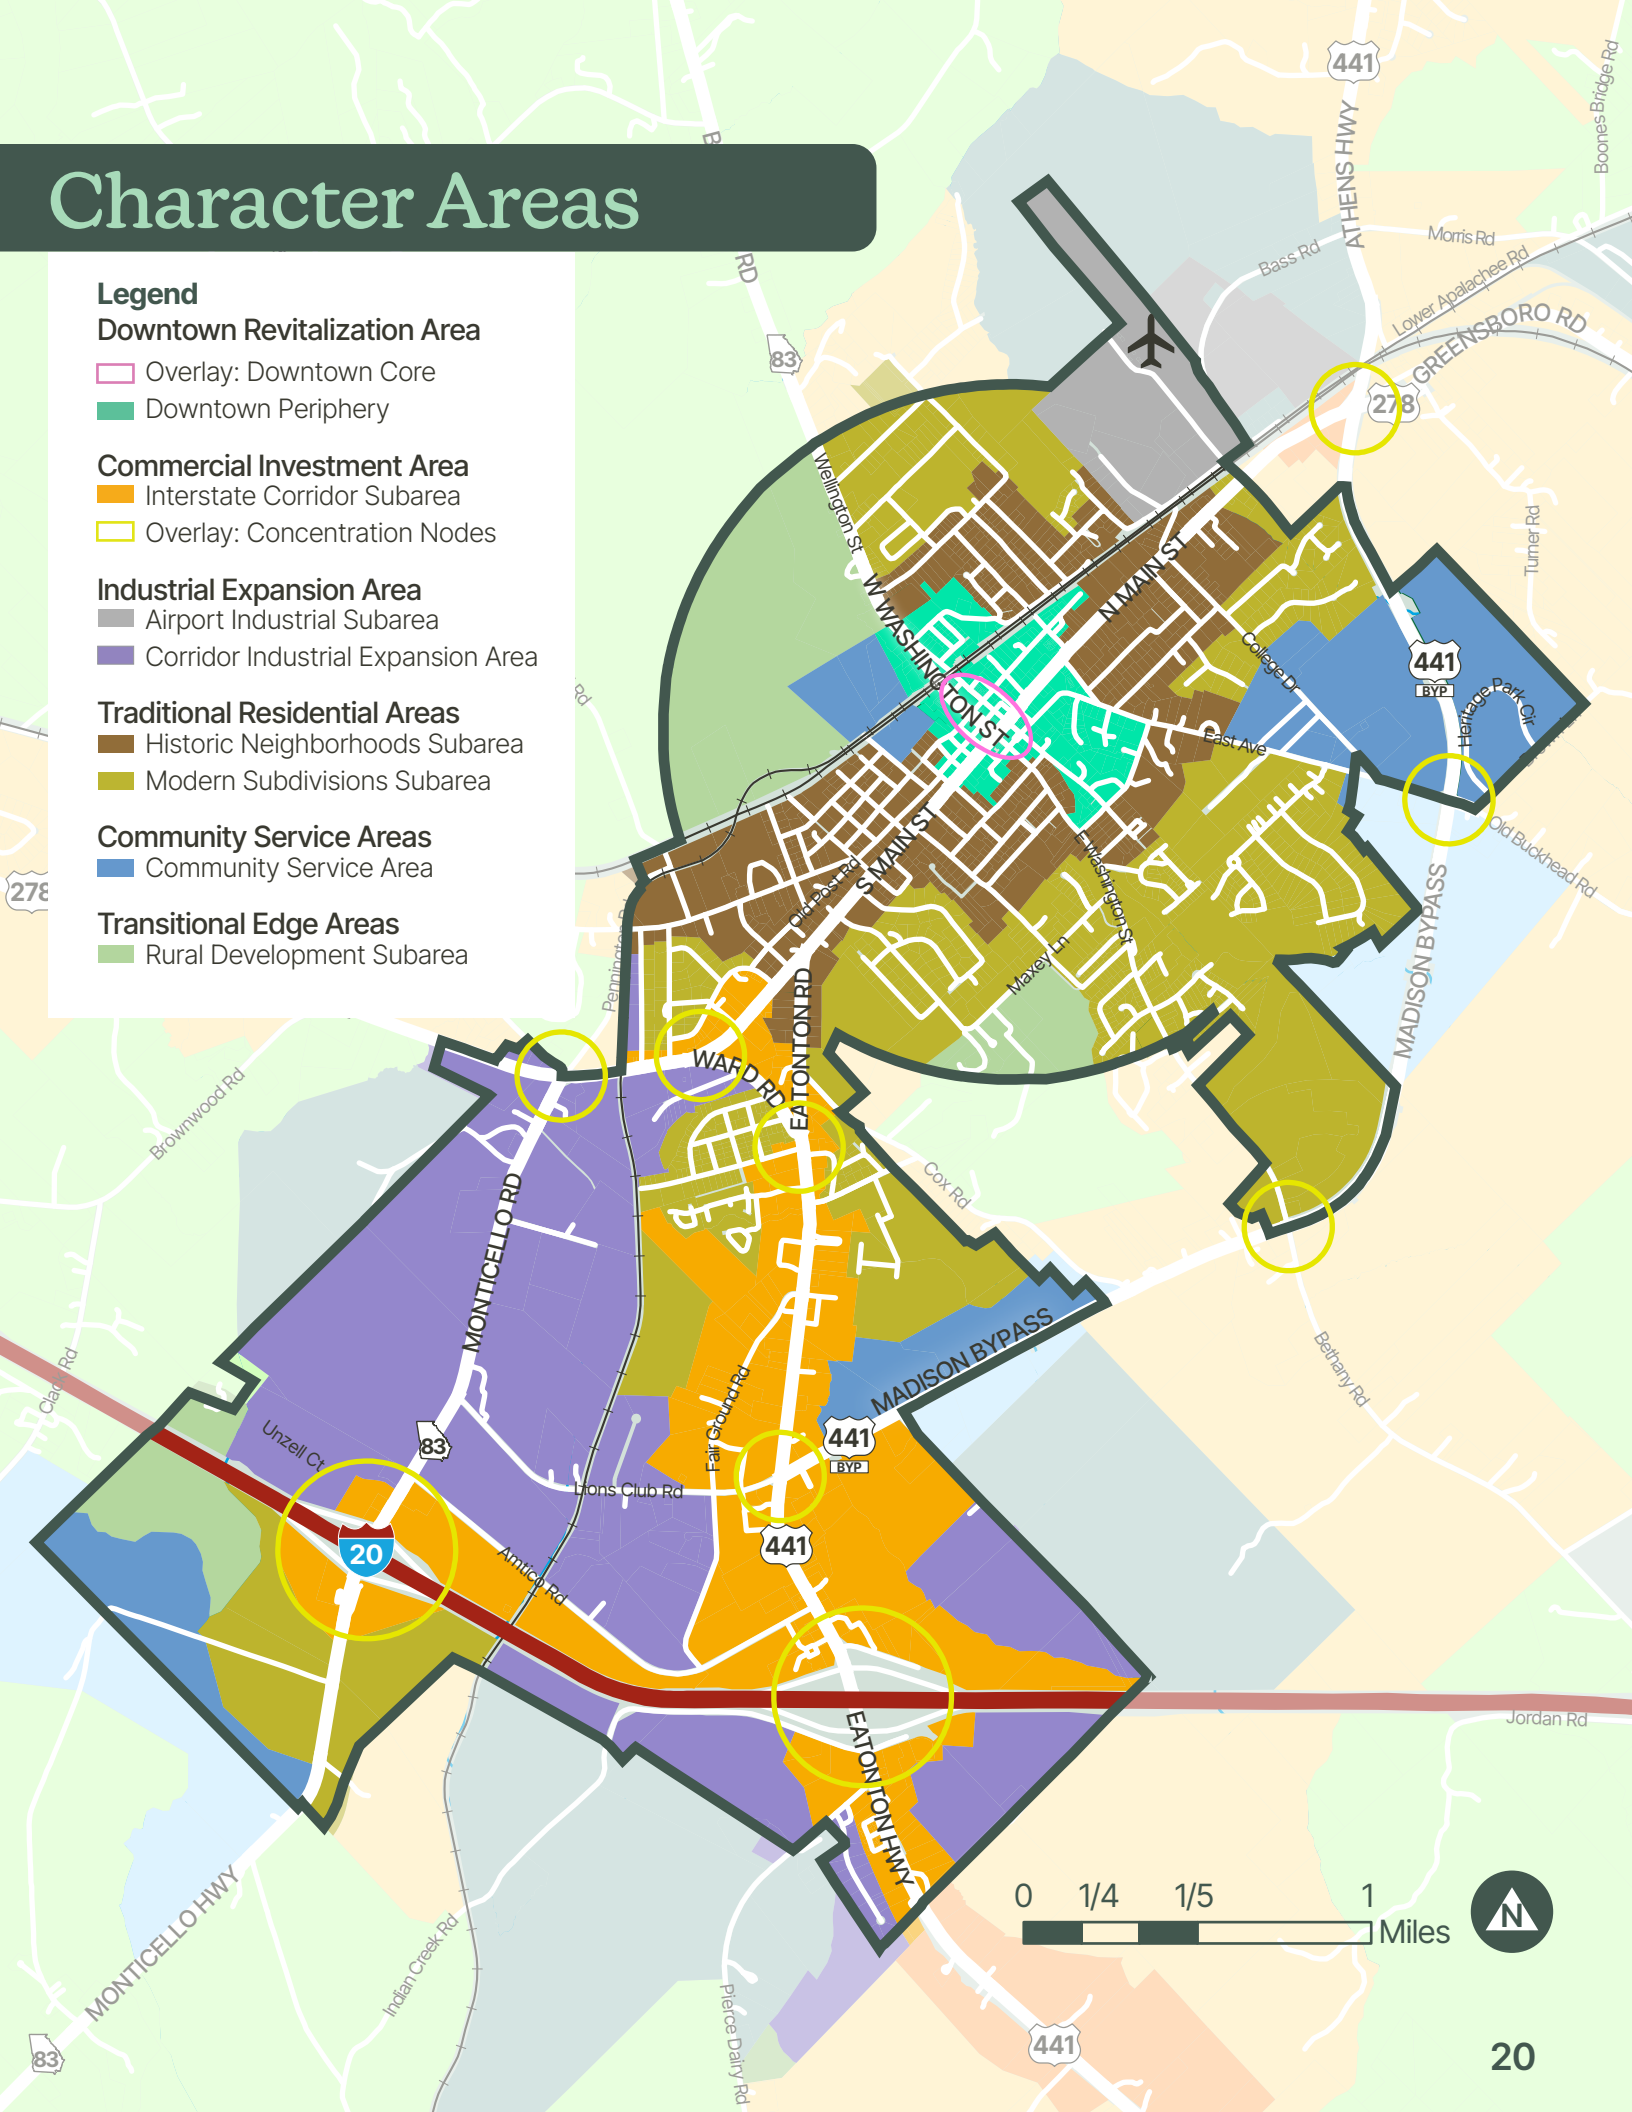 Character Areas
Legend
Downtown Revitalization Area
Overlay: Downtown Core
Downtown Periphery
Commercial Investment Area
Interstate Corridor Subarea
Overlay: Concentration Nodes
Industrial Expansion Area
Airport Industrial Subarea
Corridor Industrial Expansion Area
Traditional Residential Areas
Historic Neighborhoods Subarea
Modern Subdivisions Subarea
Community Service Areas
Community Service Area
Transitional Edge Areas
Rural Development Subarea
441
ATHENS HWY
Boones Bridge Rd
B
RD
83
Bass Rd
Morris Rd
Lower Apalachee Rd
GREENSBORO RD
278
Turner Rd
Wellington St
W WASHINGTON ST
N MAIN ST
College Dr
441
BYP
Heritage Park Cir
East Ave
Rd
278
S MAIN ST
Old Post Rd
E Washington St
Maxey Ln
Old Buckhead Rd
MADISON BYPASS
Pennington Rd
EATONTON RD
WARD RD
Brownwood Rd
Cox Rd
MONTICELLO RD
MADISON BYPASS
Bethany Rd
Clack Rd
Fair Ground Rd
441
BYP
83
Unzell Ct
Lions Club Rd
20
441
Amtico Rd
Jordan Rd
EATONTON HWY
MONTICELLO HWY
Indian Creek Rd
Pierce Dairy Rd
83
441
0 1/4 1/5 1
Miles
N
20